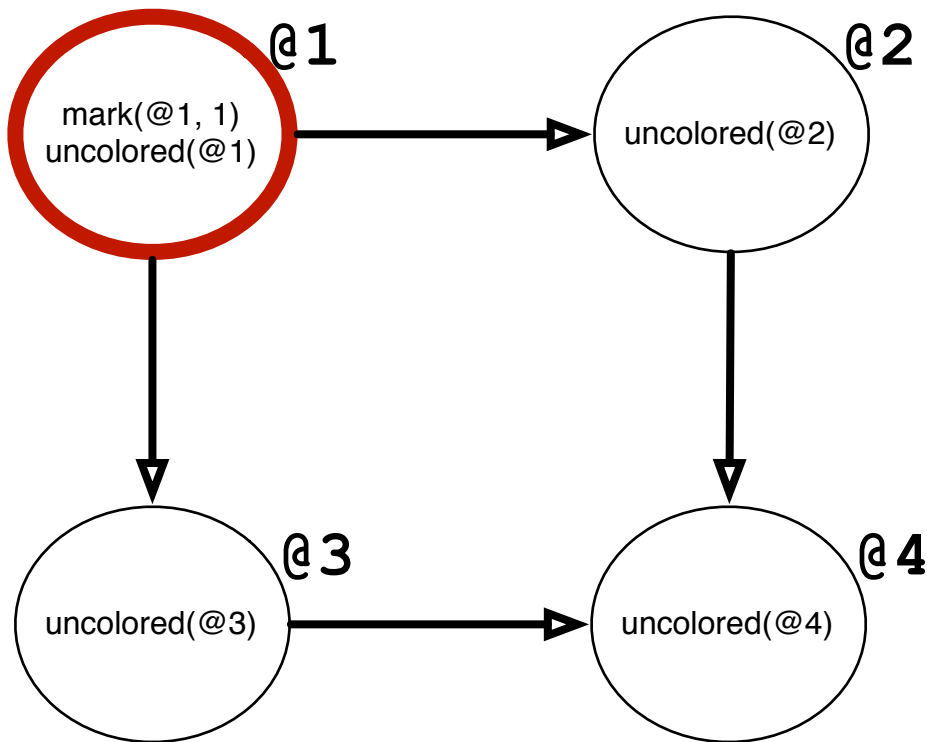 @1
mark(@1, 1)
uncolored(@1)
@2
uncolored(@2)
@3
uncolored(@3)
@4
uncolored(@4)